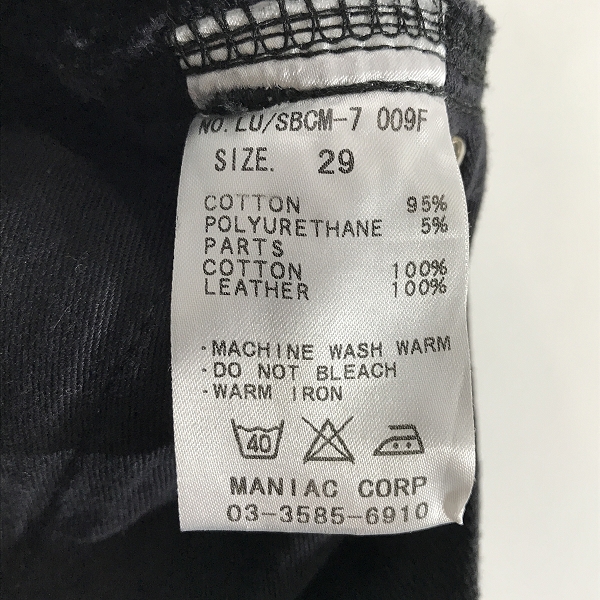 NO. LU/SBCM-7 009F
SIZE. 29
COTTON 95%
POLYURETHANE 5%
PARTS
COTTON 100%
LEATHER 100%
·MACHINE WASH WARM
·DO NOT BLEACH
·WARM IRON
40
MANIAC CORP
03-3585-6910